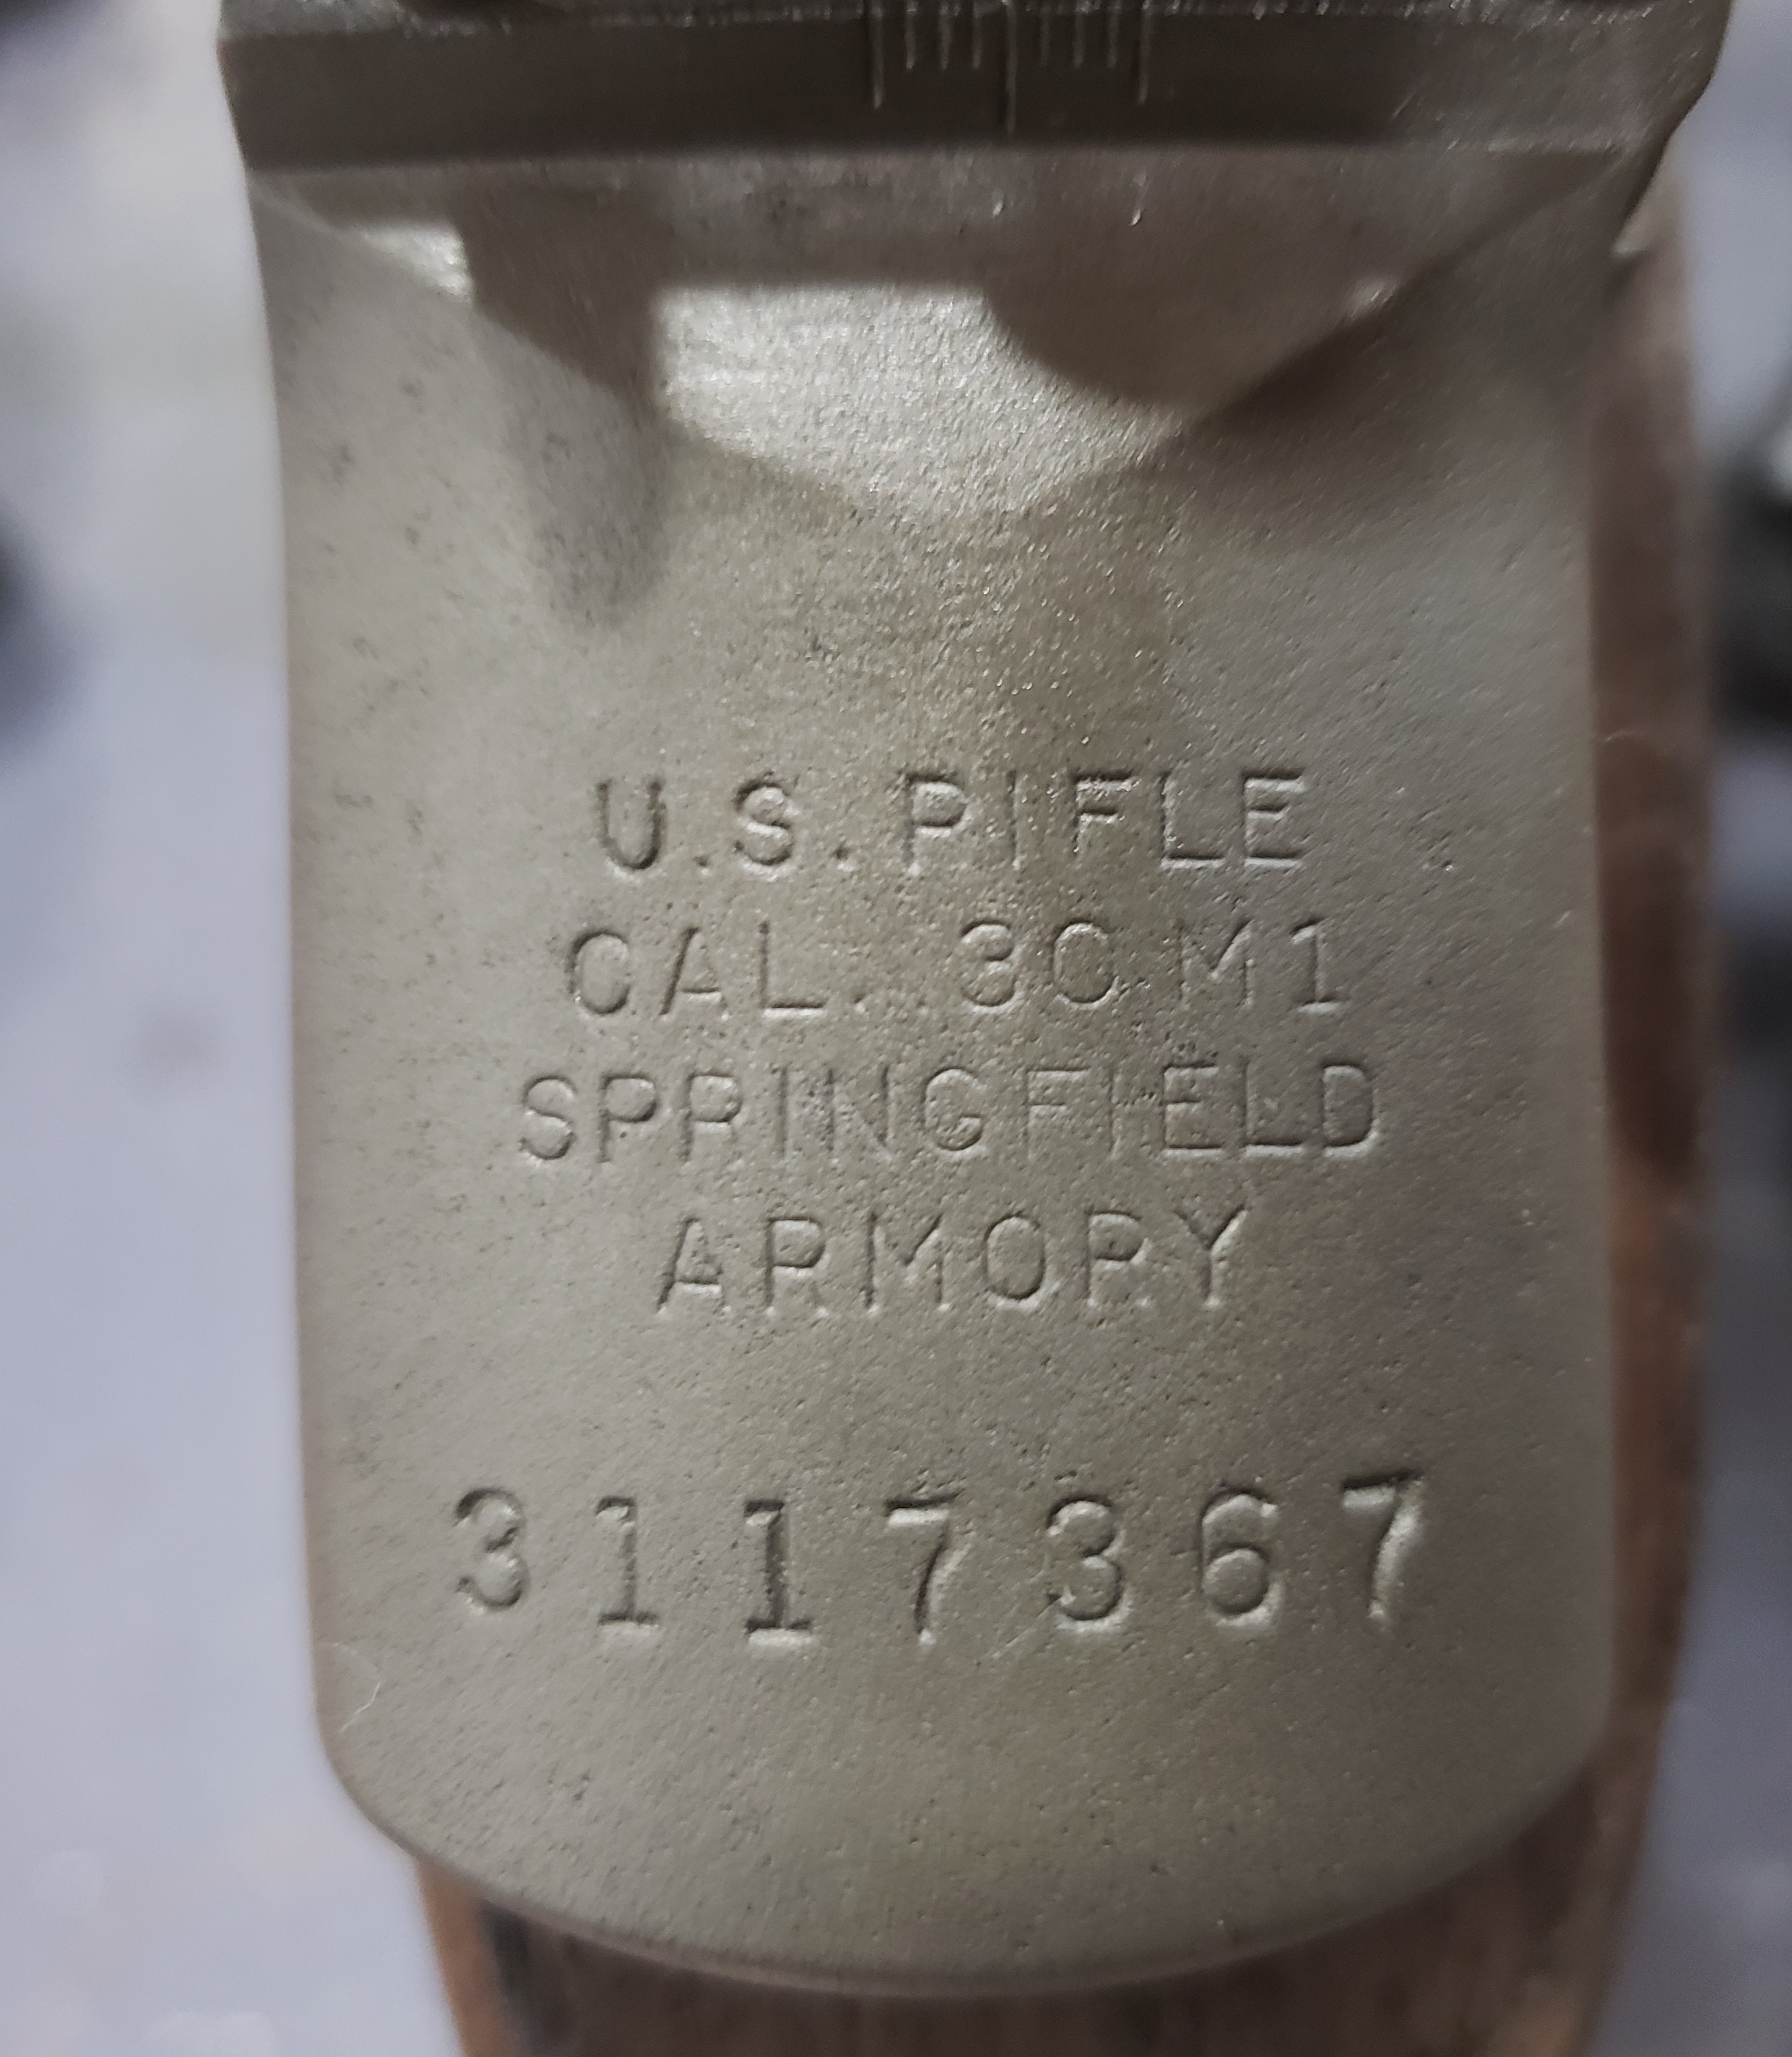 U.S. RIFLE
CAL. .30 M1
SPRINGFIELD
ARMORY
3117367